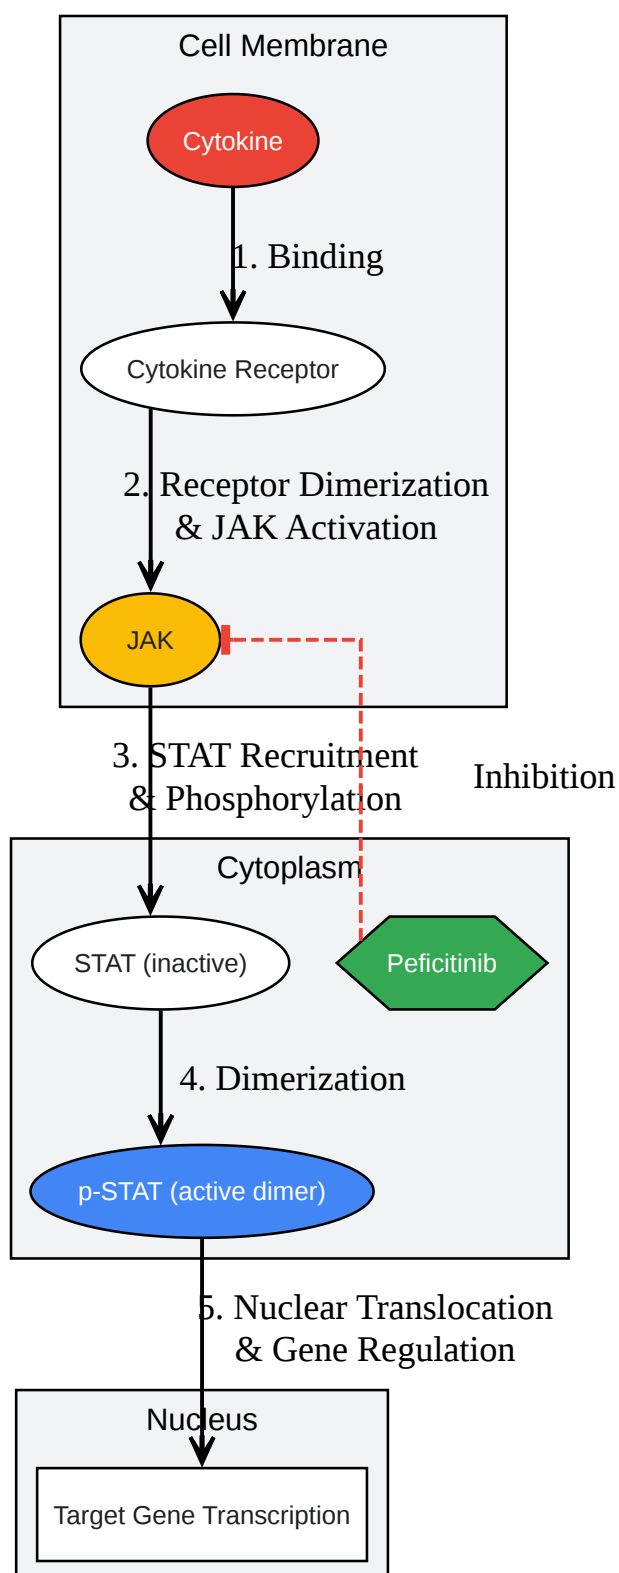 Cell Membrane
Cytokine
1. Binding
Cytokine Receptor
2. Receptor Dimerization
& JAK Activation
JAK
3. STAT Recruitment
& Phosphorylation
Inhibition
Cytoplasm
STAT (inactive)
Peficitinib
4. Dimerization
p-STAT (active dimer)
5. Nuclear Translocation
& Gene Regulation
Nucleus
Target Gene Transcription